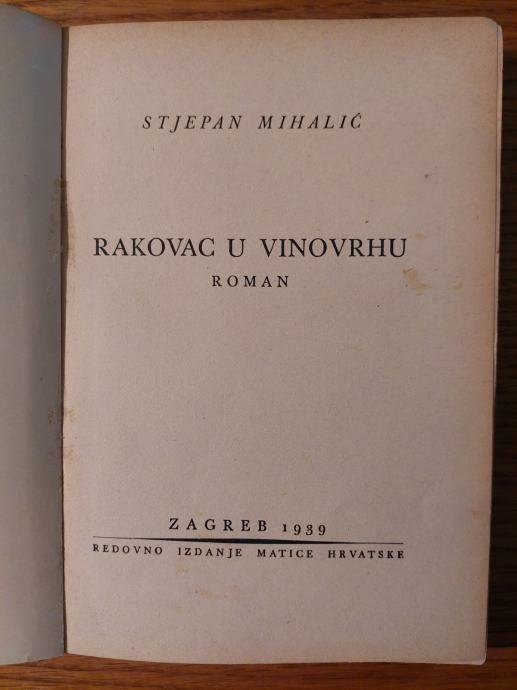 STJEPAN MIHALIĆ
RAKOVAC U VINOVRHU
ROMAN
ZAGREB 1939
REDOVNO IZDANJE MATICE HRVATSKE